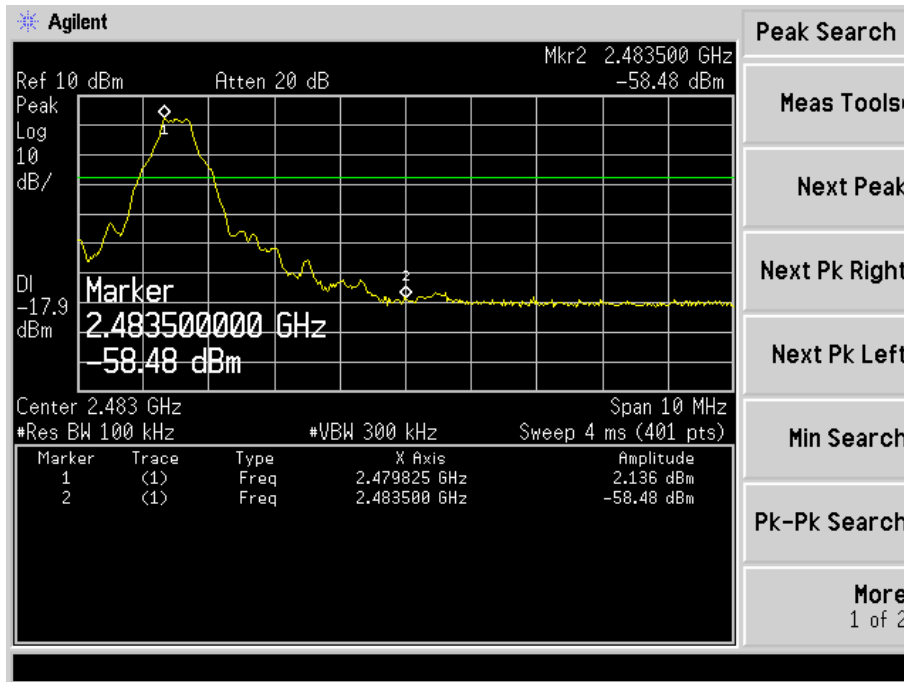 Agilent
Peak Search
Mkr2 2.483500 GHz
Ref 10 dBm Atten 20 dB -58.48 dBm
Peak
Log
10
dB/
1
2
DI
-17.9
dBm
Marker
2.483500000 GHz
-58.48 dBm
Center 2.483 GHz Span 10 MHz
#Res BW 100 kHz #VBW 300 kHz Sweep 4 ms (401 pts)
Marker Trace Type X Axis Amplitude
1 (1) Freq 2.479825 GHz 2.136 dBm
2 (1) Freq 2.483500 GHz -58.48 dBm
Meas Tools
Next Peak
Next Pk Right
Next Pk Left
Min Search
Pk-Pk Search
More
1 of 2